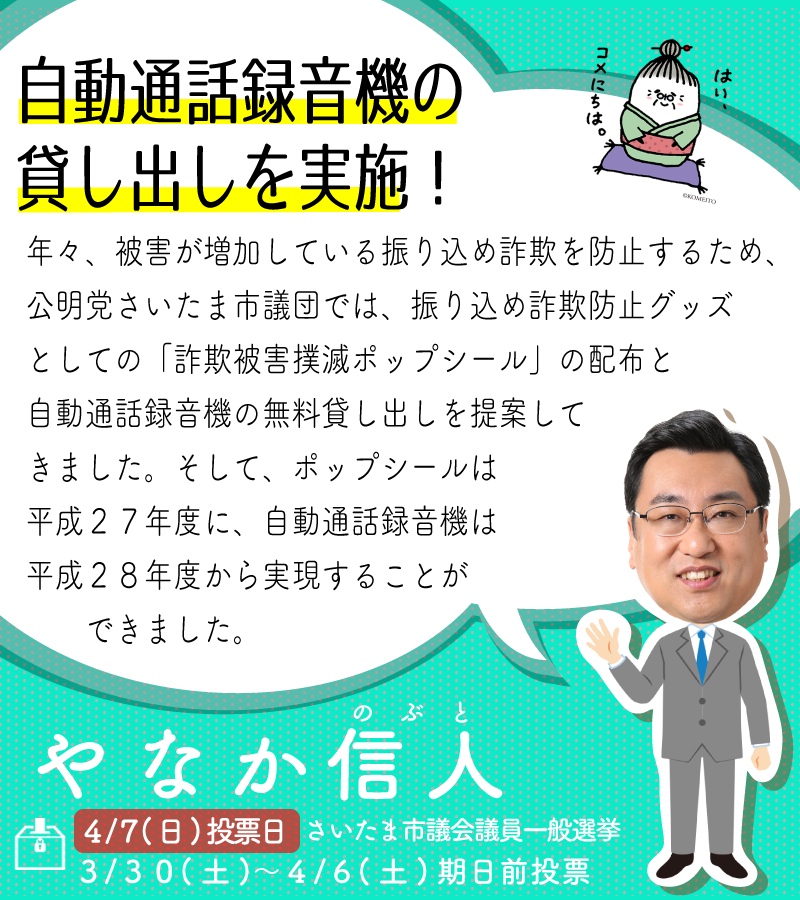 自動通話録音機の
貸し出しを実施！
はい、
コメにちは。
©KOMEITO
年々、被害が増加している振り込め詐欺を防止するため、
公明党さいたま市議団では、振り込め詐欺防止グッズ
としての「詐欺被害撲滅ポップシール」の配布と
自動通話録音機の無料貸し出しを提案して
きました。そして、ポップシールは
平成２７年度に、自動通話録音機は
平成２８年度から実現することが
できました。
のぶと
やなか信人
4/7(日)投票日 さいたま市議会議員一般選挙
3/30(土)〜4/6(土)期日前投票